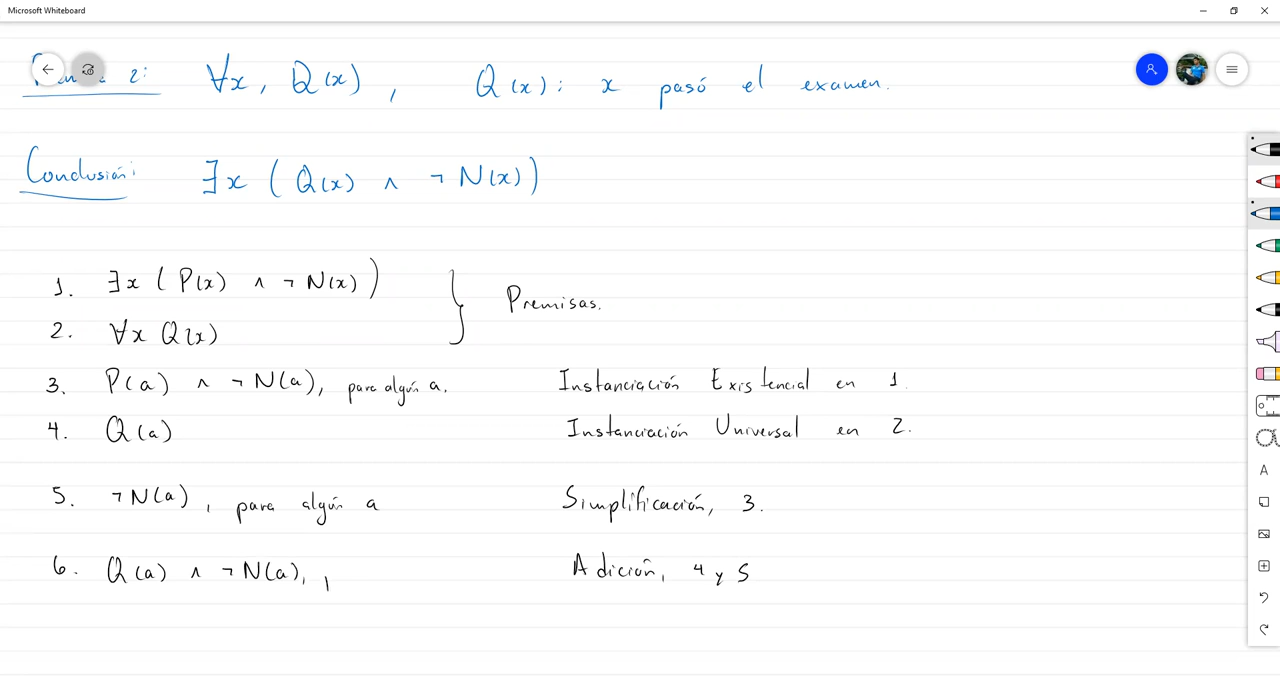 Microsoft Whiteboard
2: ∀x, Q(x), Q(x): x pasó el examen.
Conclusión: ∃x (Q(x) ∧ ¬N(x))
1. ∃x (P(x) ∧ ¬N(x))
Premisas.
2. ∀x Q(x)
3. P(a) ∧ ¬N(a), para algún a. Instanciación Existencial en 1.
4. Q(a) Instanciación Universal en 2.
5. ¬N(a), para algún a Simplificación, 3.
6. Q(a) ∧ ¬N(a), Adición, 4 y 5
A